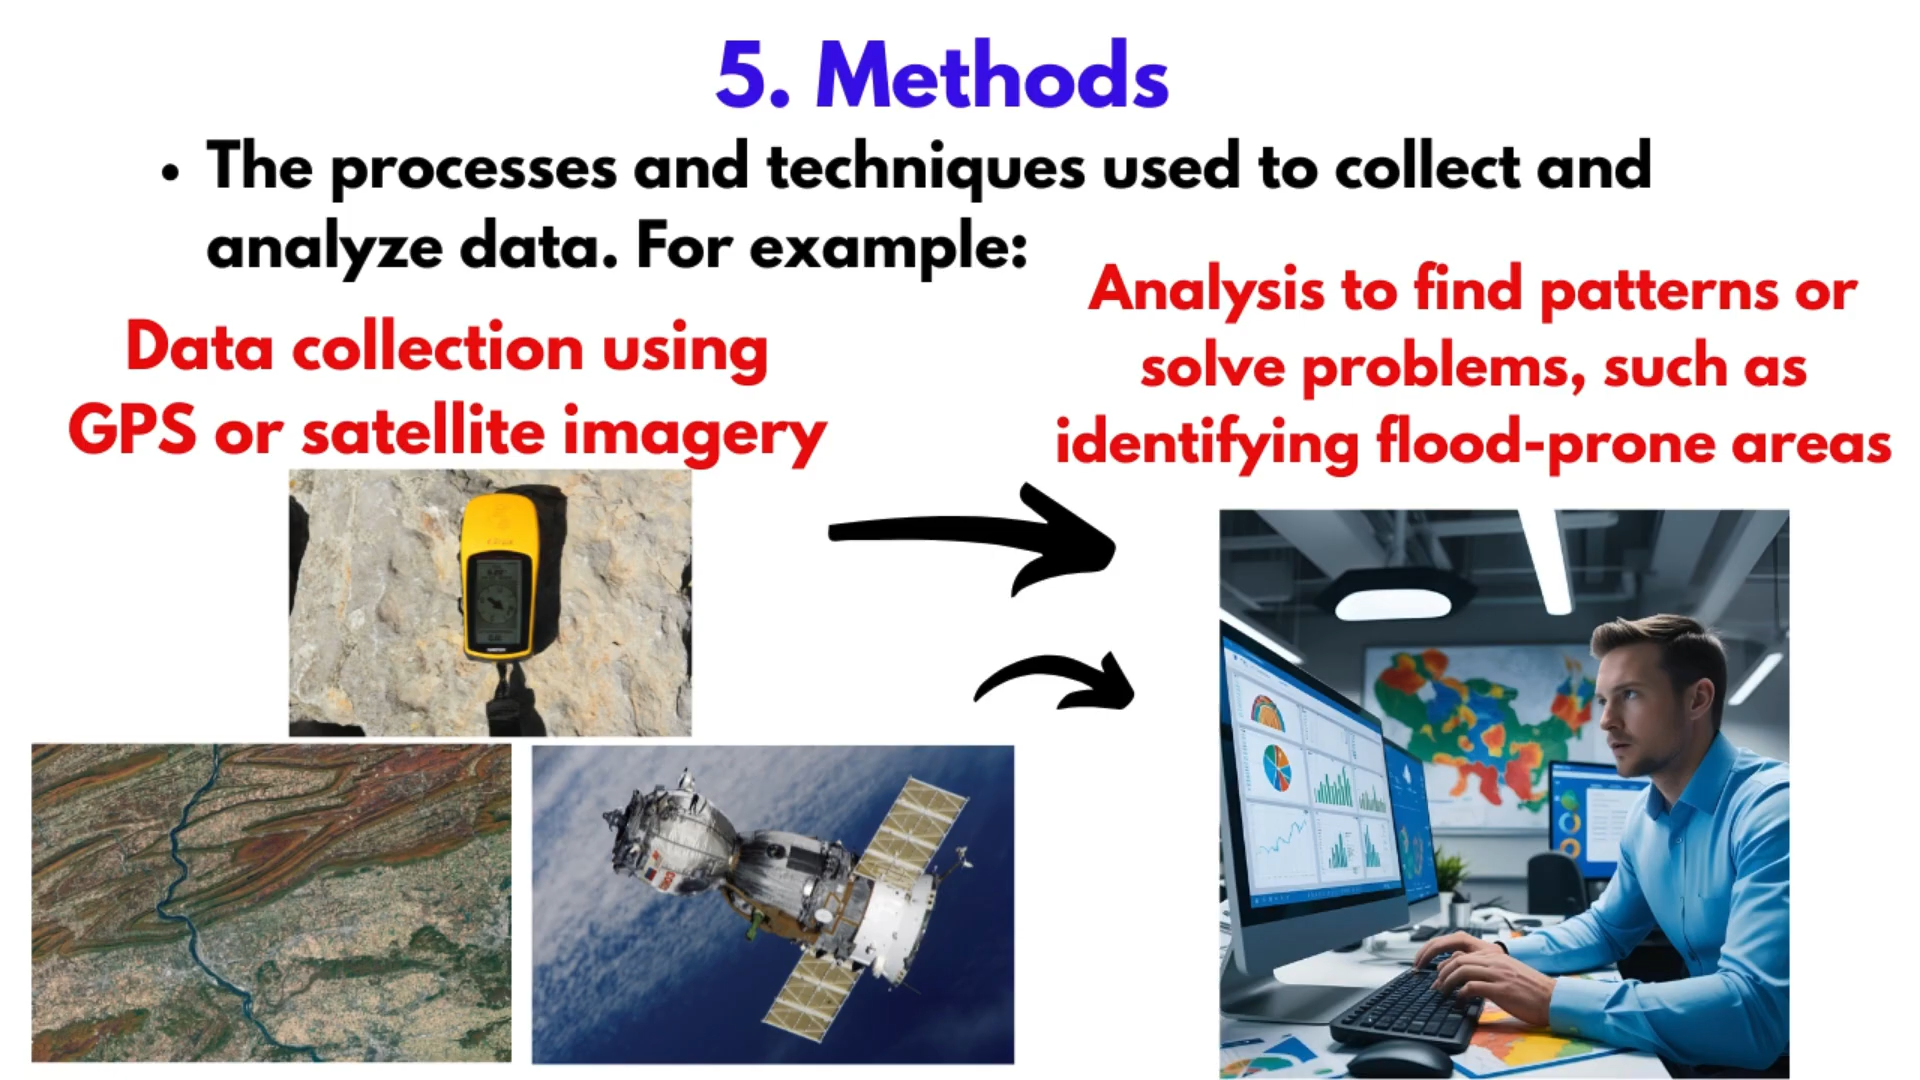 5. Methods
• The processes and techniques used to collect and
analyze data. For example:
Data collection using
GPS or satellite imagery
Analysis to find patterns or
solve problems, such as
identifying flood-prone areas